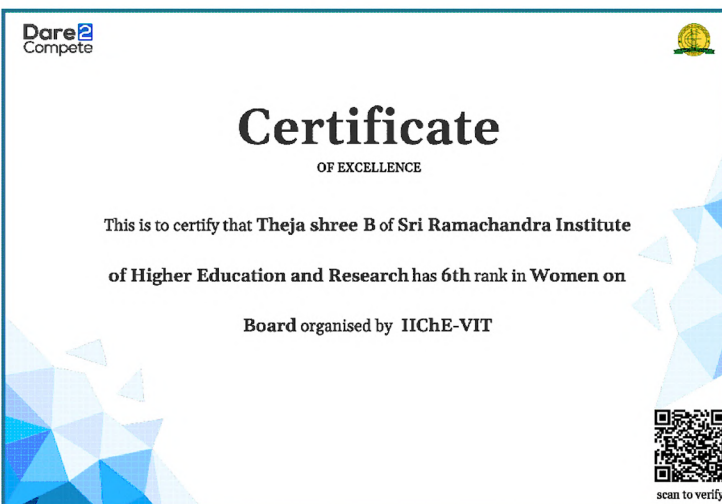 Dare2
Compete
Certificate
OF EXCELLENCE
This is to certify that Theja shree B of Sri Ramachandra Institute
of Higher Education and Research has 6th rank in Women on
Board organised by IIChE-VIT
scan to verify